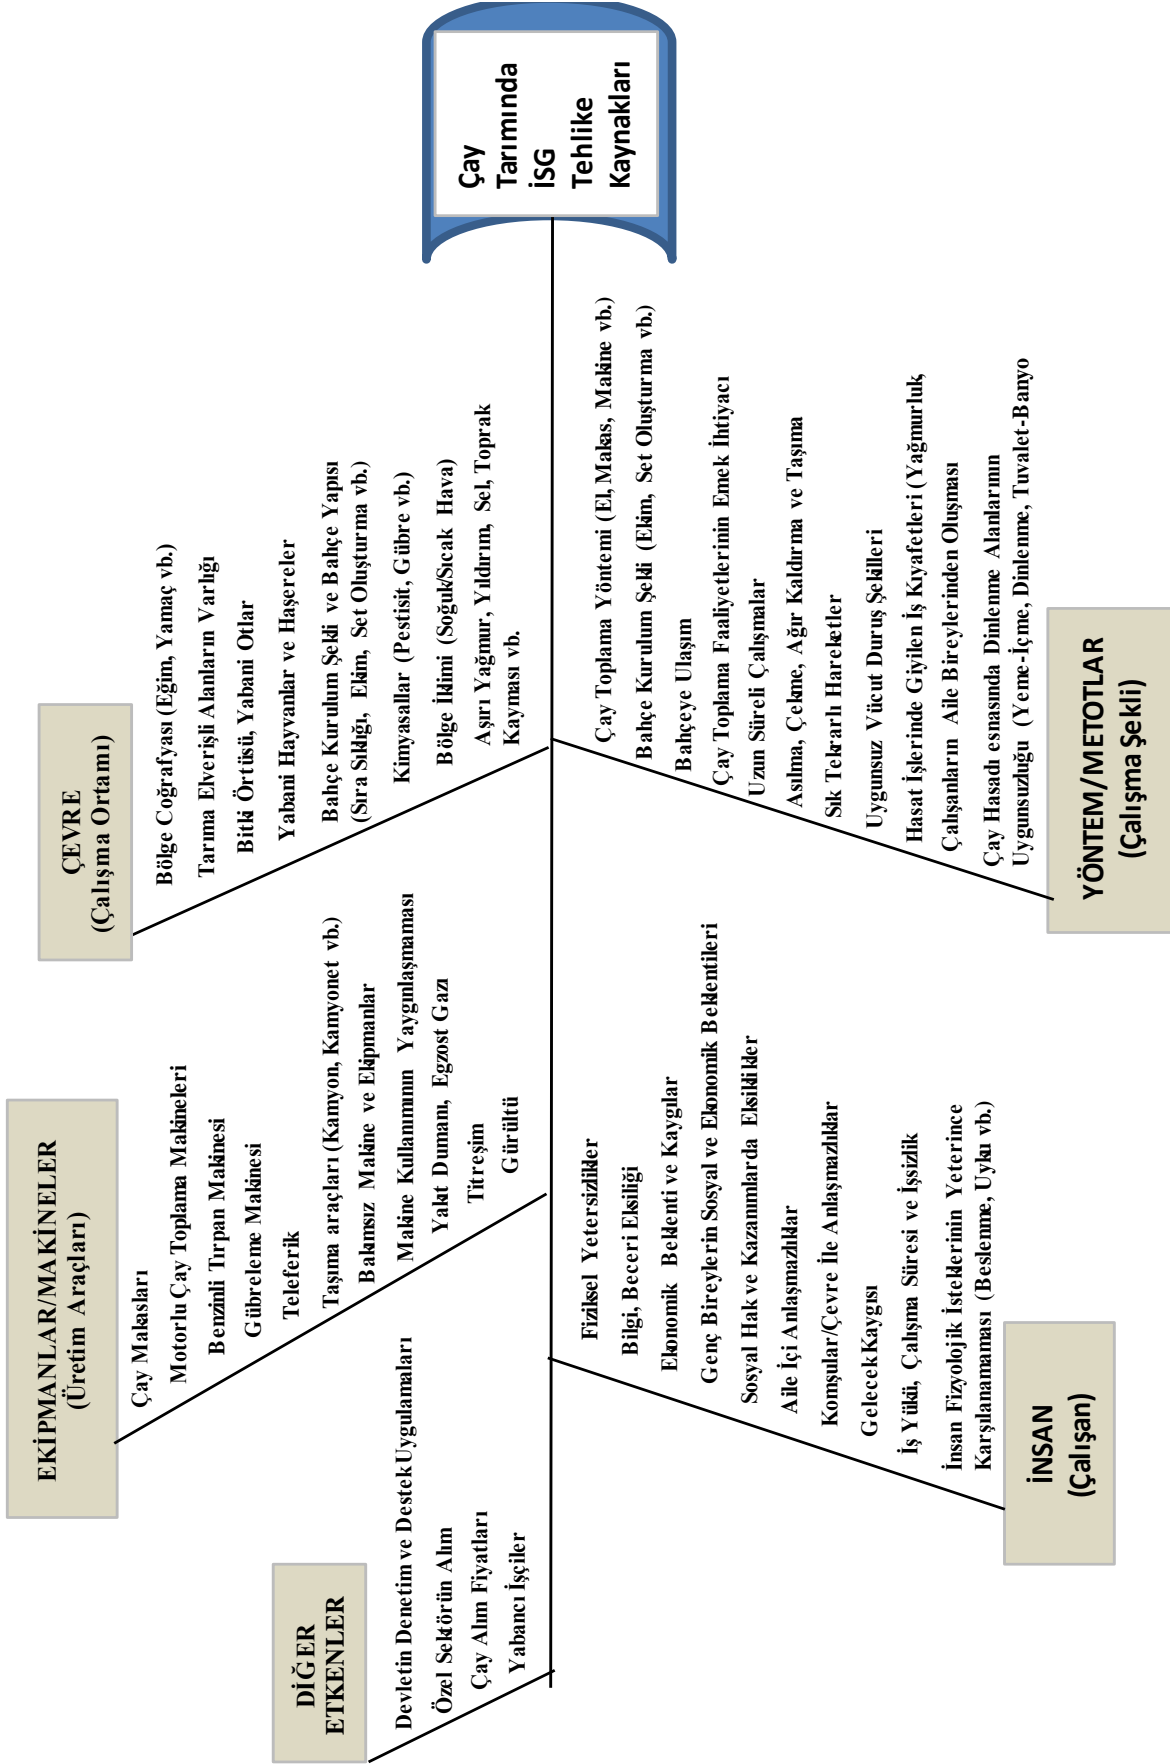 DİĞER
ETKENLER
Devletin Denetim ve Destek Uygulamaları
Özel Sektörün Alım
Çay Alım Fiyatları
Yabancı İşçiler
EKİPMANLAR/MAKİNELER
(Üretim Araçları)
Çay Makasları
Motorlu Çay Toplama Makineleri
Benzinli Tırpan Makinesi
Gübreleme Makinesi
Teleferik
Taşıma araçları (Kamyon, Kamyonet vb.)
Bakımsız Makine ve Ekipmanlar
Makine Kullanımının Yaygınlaşmaması
Yakıt Dumanı, Egzost Gazı
Titreşim
Gürültü
ÇEVRE
(Çalışma Ortamı)
Bölge Coğrafyası (Eğim, Yamaç vb.)
Tarıma Elverişli Alanların Varlığı
Bitki Örtüsü, Yabani Otlar
Yabani Hayvanlar ve Haşereler
Bahçe Kurulum Şekli ve Bahçe Yapısı
(Sıra Sıklığı, Ekim, Set Oluşturma vb.)
Kimyasallar (Pestisit, Gübre vb.)
Bölge İklimi (Soğuk/Sıcak Hava)
Aşırı Yağmur, Yıldırım, Sel, Toprak
Kayması vb.
Çay
Tarımında
İSG
Tehlike
Kaynakları
Fiziksel Yetersizlikler
Bilgi, Beceri Eksiliği
Ekonomik Beklenti ve Kaygılar
Genç Bireylerin Sosyal ve Ekonomik Beklentileri
Sosyal Hak ve Kazanımlarda Eksiklikler
Aile İçi Anlaşmazlıklar
Komşular/Çevre İle Anlaşmazlıklar
Gelecek Kaygısı
İş Yükü, Çalışma Süresi ve İşsizlik
İnsan Fizyolojik İsteklerinin Yeterince
Karşılanamaması (Beslenme, Uyku vb.)
İNSAN
(Çalışan)
Çay Toplama Yöntemi (El, Makas, Makine vb.)
Bahçe Kurulum Şekli (Ekim, Set Oluşturma vb.)
Bahçeye Ulaşım
Çay Toplama Faaliyetlerinin Emek İhtiyacı
Uzun Süreli Çalışmalar
Asılma, Çekme, Ağır Kaldırma ve Taşıma
Sık Tekrarlı Hareketler
Uygunsuz Vücut Duruş Şekilleri
Hasat İşlerinde Giyilen İş Kıyafetleri (Yağmurluk,
Çalışanların Aile Bireylerinden Oluşması
Çay Hasadı esnasında Dinlenme Alanlarının
Uygunsuzluğu (Yeme-İçme, Dinlenme, Tuvalet-Banyo
YÖNTEM/METOTLAR
(Çalışma Şekli)